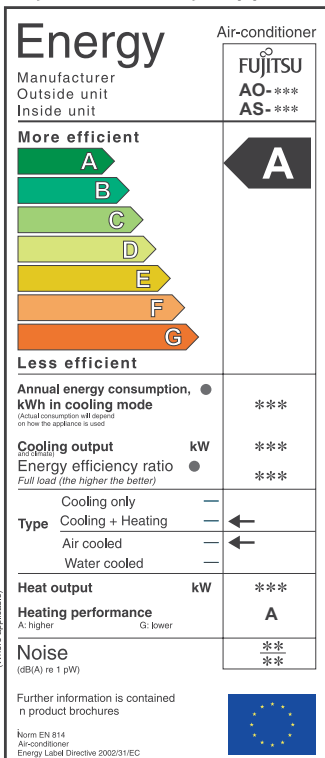 Energy
Air-conditioner
Manufacturer
FUJITSU
Outside unit
AO-***
Inside unit
AS-***
More efficient
A
A
B
C
D
E
F
G
Less efficient
Annual energy consumption,
kWh in cooling mode ***
(Actual consumption will depend
on how the appliance is used
Cooling output kW ***
and climate)
Energy efficiency ratio
Full load (the higher the better) ***
Cooling only
Type Cooling + Heating
Air cooled
Water cooled
Heat output kW ***
Heating performance A
A: higher G: lower
Noise **
**
(dB(A) re 1 pW)
Further information is contained
n product brochures
Norm EN 814
Air-conditioner
Energy Label Directive 2002/31/EC